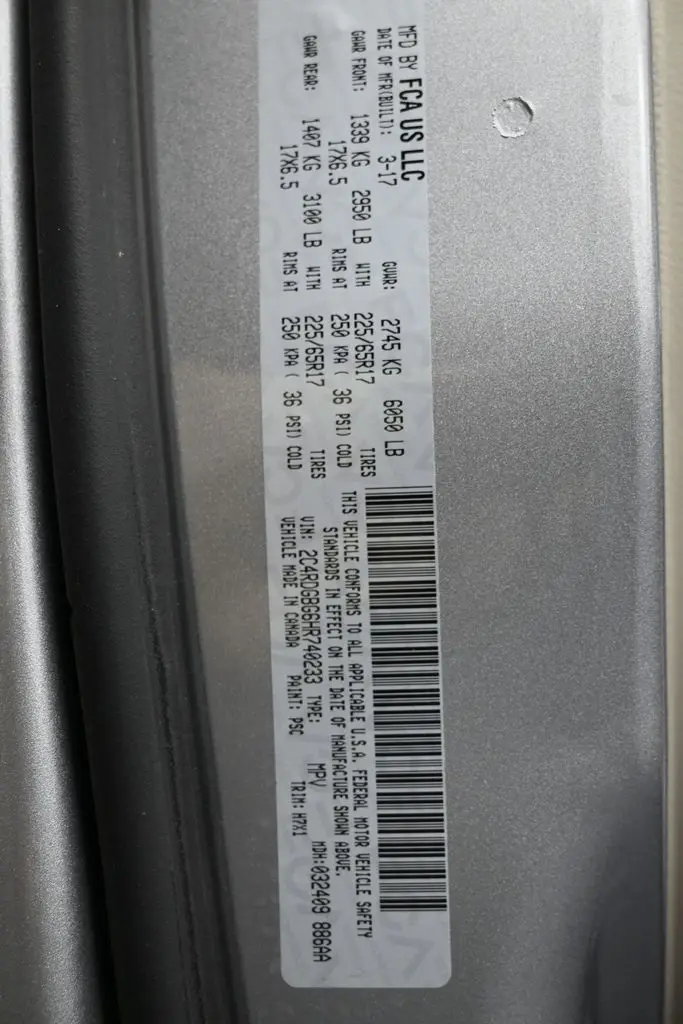 MFD BY FCA US LLC
DATE OF MFR(BUILT): 3-17 GVWR: 2745 KG 6050 LB
GAWR FRONT: 1339 KG 2950 LB WITH 225/65R17 TIRES
17X6.5 RIMS AT 250 KPA ( 36 PSI) COLD
GAWR REAR: 1407 KG 3100 LB WITH 225/65R17 TIRES
17X6.5 RIMS AT 250 KPA ( 36 PSI) COLD
THIS VEHICLE CONFORMS TO ALL APPLICABLE U.S.A. FEDERAL MOTOR VEHICLE SAFETY
STANDARDS IN EFFECT ON THE DATE OF MANUFACTURE SHOWN ABOVE.
VIN: 2C4RDGBG6HR740233 TYPE: MPV MDH:032409 886AA
VEHICLE MADE IN CANADA PAINT: PSC TRIM: H7X1